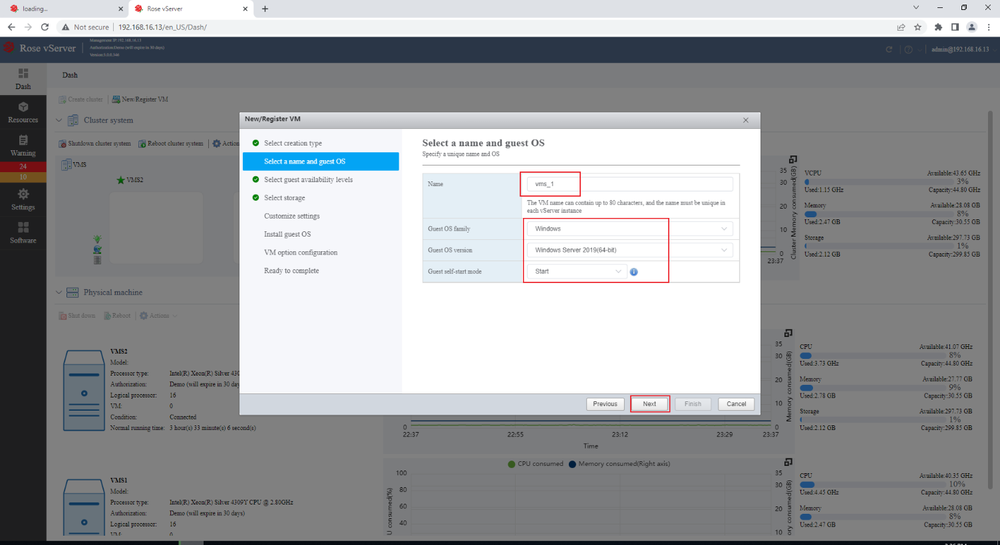 loading...
Rose vServer
Not secure
192.168.16.13/en_US/Dash/
Rose vServer
Management IP:192.168.16.13
Authorization:Demo (will expire in 30 days)
Version:3.0.0.346
admin@192.168.16.13
Dash
Dash
Create cluster
New/Register VM
Resources
Cluster system
Warning
24
10
Settings
Software
Shutdown cluster system
Reboot cluster system
Action
VMS
VMS2
New/Register VM
Select creation type
Select a name and guest OS
Select guest availability levels
Select storage
Customize settings
Install guest OS
VM option configuration
Ready to complete
Select a name and guest OS
Specify a unique name and OS
Name
vms_1
The VM name can contain up to 80 characters, and the name must be unique in
each vServer instance
Guest OS family
Windows
Guest OS version
Windows Server 2019(64-bit)
Guest self-start mode
Start
Previous
Next
Finish
Cancel
35
30
20
10
0
23:37
Cluster Memory consumed(GB)
VCPU
Available:43.65 GHz
3%
Used:1.15 GHz
Capacity:44.80 GHz
Memory
Available:28.08 GB
8%
Used:2.47 GB
Capacity:30.55 GB
Storage
Available:297.73 GB
1%
Used:2.12 GB
Capacity:299.85 GB
Physical machine
Shut down
Reboot
Actions
VMS2
Model:
Processor type:
Intel(R) Xeon(R) Silver 430
Authorization:
Demo (will expire in 30 day
Logical processor:
16
VM:
0
Condition:
Connected
Normal running time:
3 hour(s) 33 minute(s) 6 second(s)
35
30
20
10
0
Memory consumed(GB)
0
22:37
22:55
23:12
23:29
23:37
Time
CPU
Available:41.07 GHz
8%
Used:3.73 GHz
Capacity:44.80 GHz
Memory
Available:27.77 GB
9%
Used:2.78 GB
Capacity:30.55 GB
Storage
Available:297.73 GB
1%
Used:2.12 GB
Capacity:299.85 GB
VMS1
Model:
Processor type:
Intel(R) Xeon(R) Silver 4309Y CPU @ 2.80GHz
Authorization:
Demo (will expire in 30 days)
Logical processor:
16
VM:
0
CPU consumed
Memory consumed(Right axis)
100
80
60
40
U consumed(%)
35
30
20
10
ory consumed(GB)
CPU
Available:40.35 GHz
10%
Used:4.45 GHz
Capacity:44.80 GHz
Memory
Available:28.08 GB
8%
Used:2.47 GB
Capacity:30.55 GB